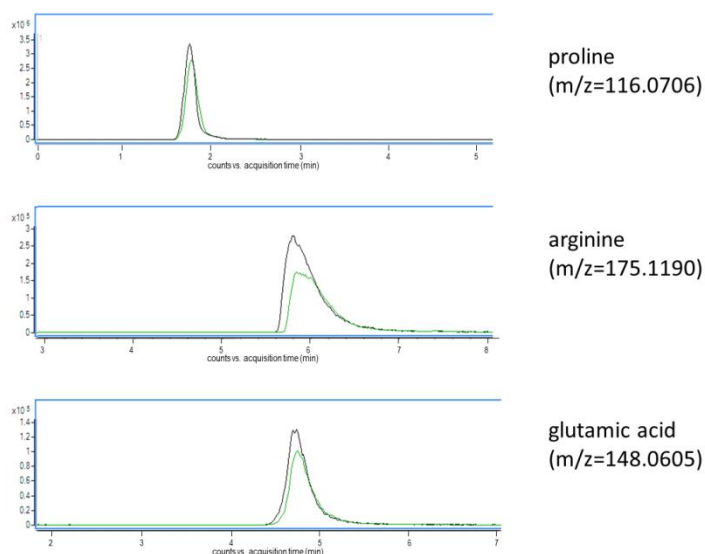 x10 6
3.5
3
2.5
2
1.5
1
0.5
0
0 1 2 3 4 5
counts vs. acquisition time (min)
proline
(m/z=116.0706)
x10 5
3
2.5
2
1.5
1
0.5
0
3 4 5 6 7 8
counts vs. acquisition time (min)
arginine
(m/z=175.1190)
x10 5
1.4
1.2
1
0.8
0.6
0.4
0.2
0
2 3 4 5 6 7
counts vs. acquisition time (min)
glutamic acid
(m/z=148.0605)